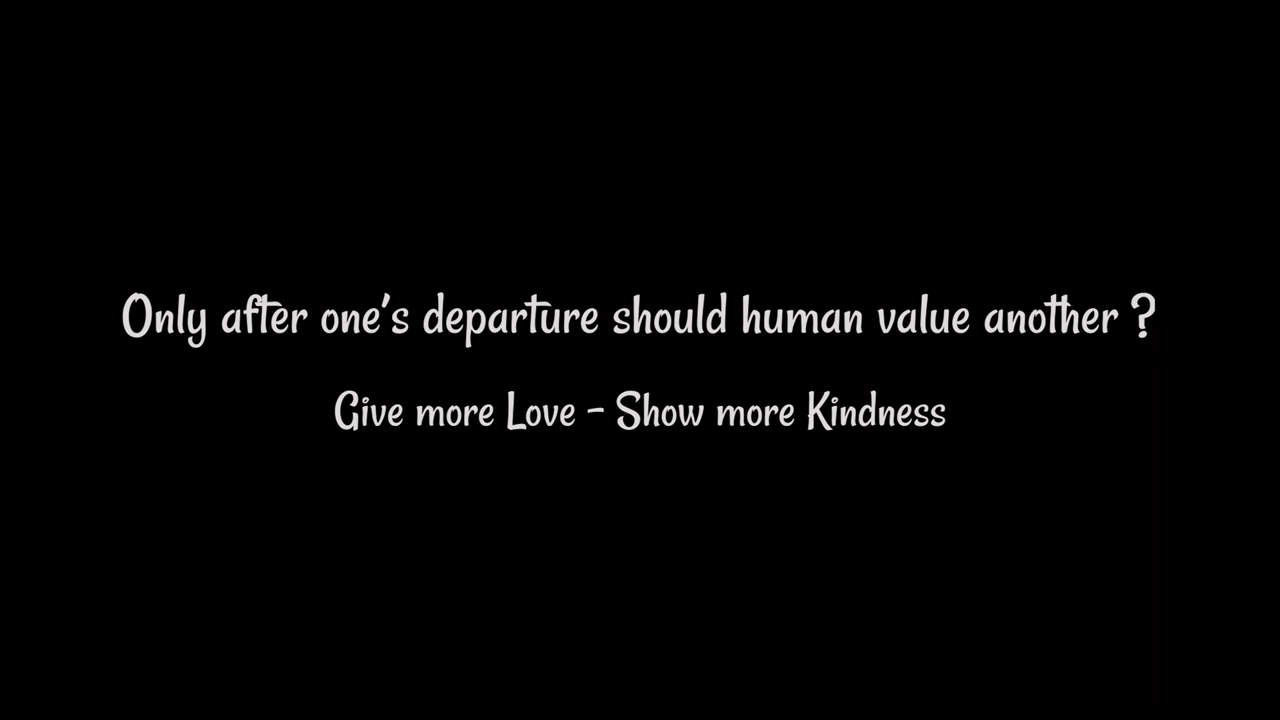 Only after one's departure should human value another ?
Give more Love - Show more Kindness